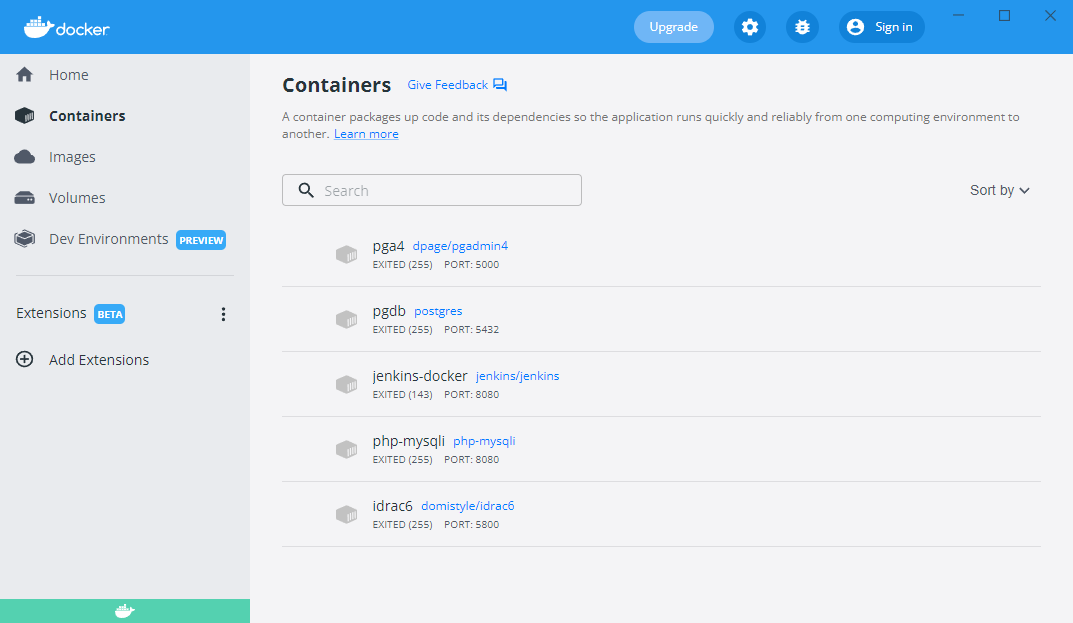 docker
Upgrade
Sign in
Home
Containers
Images
Volumes
Dev Environments PREVIEW
Extensions BETA
Add Extensions
Containers Give Feedback
A container packages up code and its dependencies so the application runs quickly and reliably from one computing environment to
another. Learn more
Search
Sort by
pga4 dpage/pgadmin4
EXITED (255) PORT: 5000
pgdb postgres
EXITED (255) PORT: 5432
jenkins-docker jenkins/jenkins
EXITED (143) PORT: 8080
php-mysqli php-mysqli
EXITED (255) PORT: 8080
idrac6 domistyle/idrac6
EXITED (255) PORT: 5800